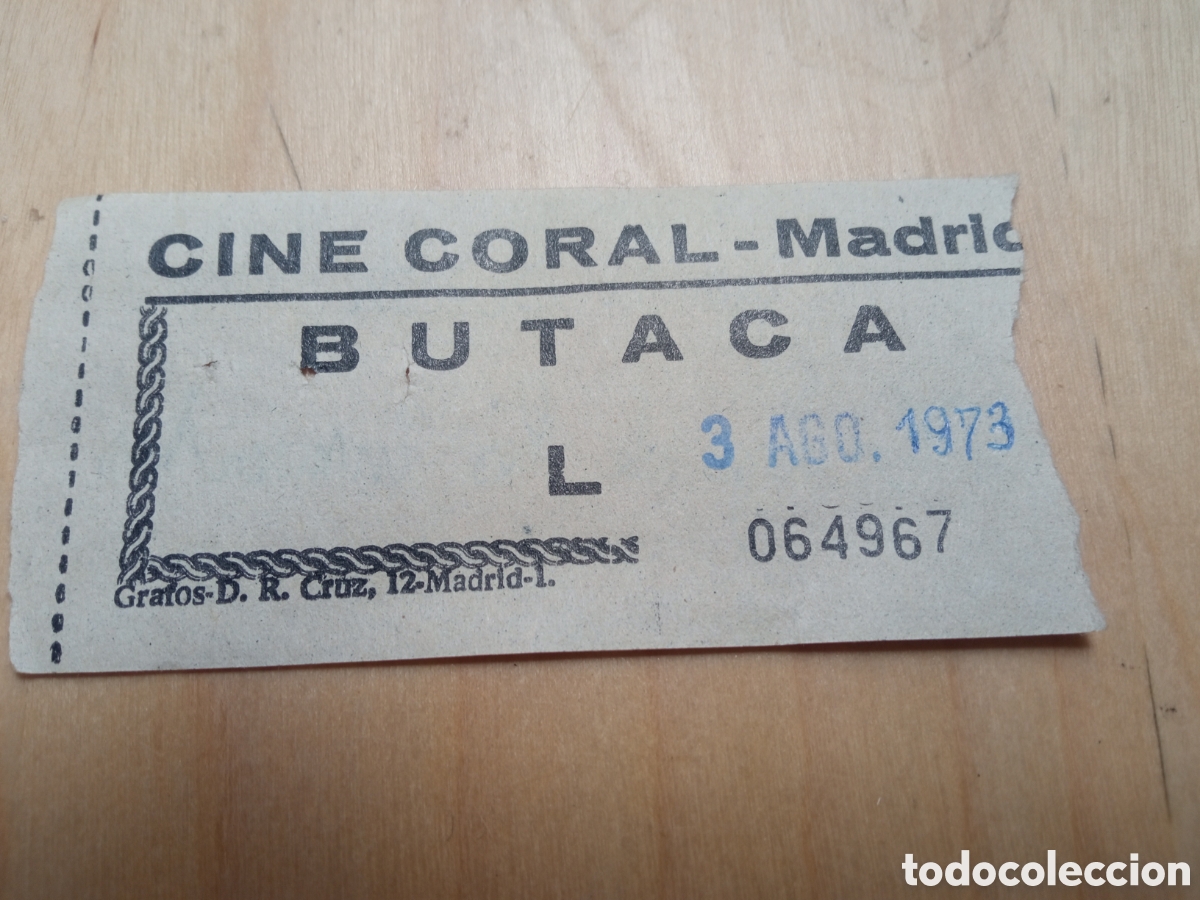 CINE CORAL - Madrid
BUTACA
L
3 AGO. 1973
064967
Grafos-D. R. Cruz, 12-Madrid-1.
todocoleccion